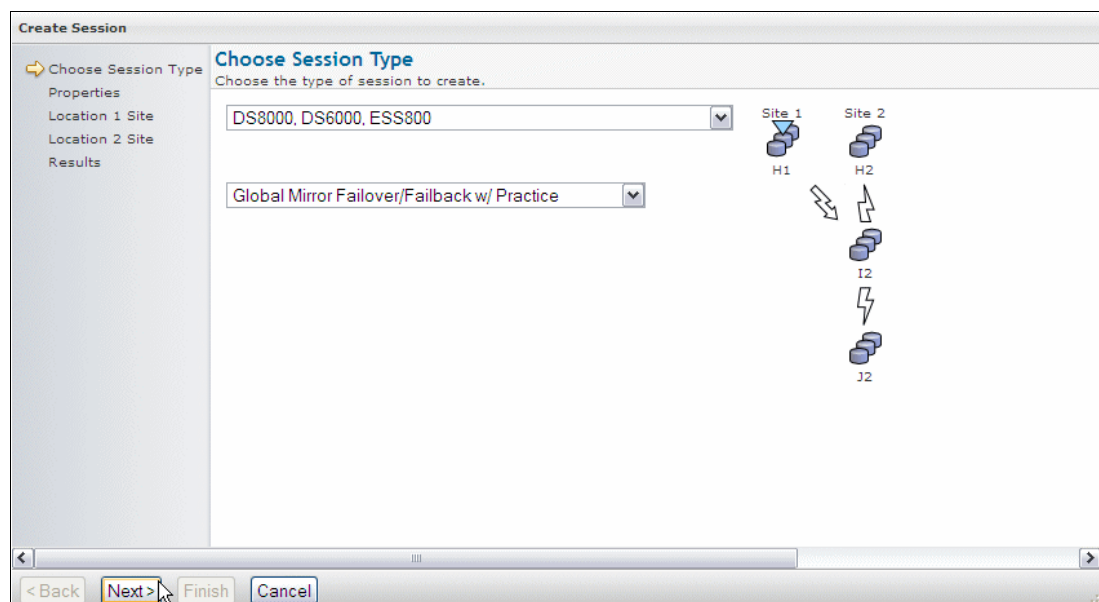 Create Session
Choose Session Type
Properties
Location 1 Site
Location 2 Site
Results
Choose Session Type
Choose the type of session to create.
DS8000, DS6000, ESS800
Global Mirror Failover/Failback w/ Practice
Site 1 Site 2
H1 H2
I2
J2
< Back Next > Finish Cancel